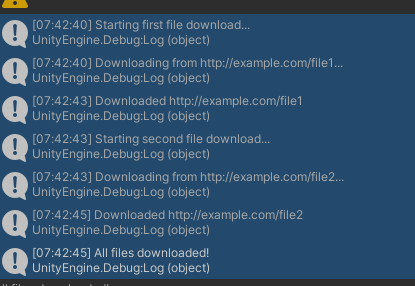 [07:42:40] Starting first file download...
UnityEngine.Debug:Log (object)
[07:42:40] Downloading from http://example.com/file1...
UnityEngine.Debug:Log (object)
[07:42:43] Downloaded http://example.com/file1
UnityEngine.Debug:Log (object)
[07:42:43] Starting second file download...
UnityEngine.Debug:Log (object)
[07:42:43] Downloading from http://example.com/file2...
UnityEngine.Debug:Log (object)
[07:42:45] Downloaded http://example.com/file2
UnityEngine.Debug:Log (object)
[07:42:45] All files downloaded!
UnityEngine.Debug:Log (object)